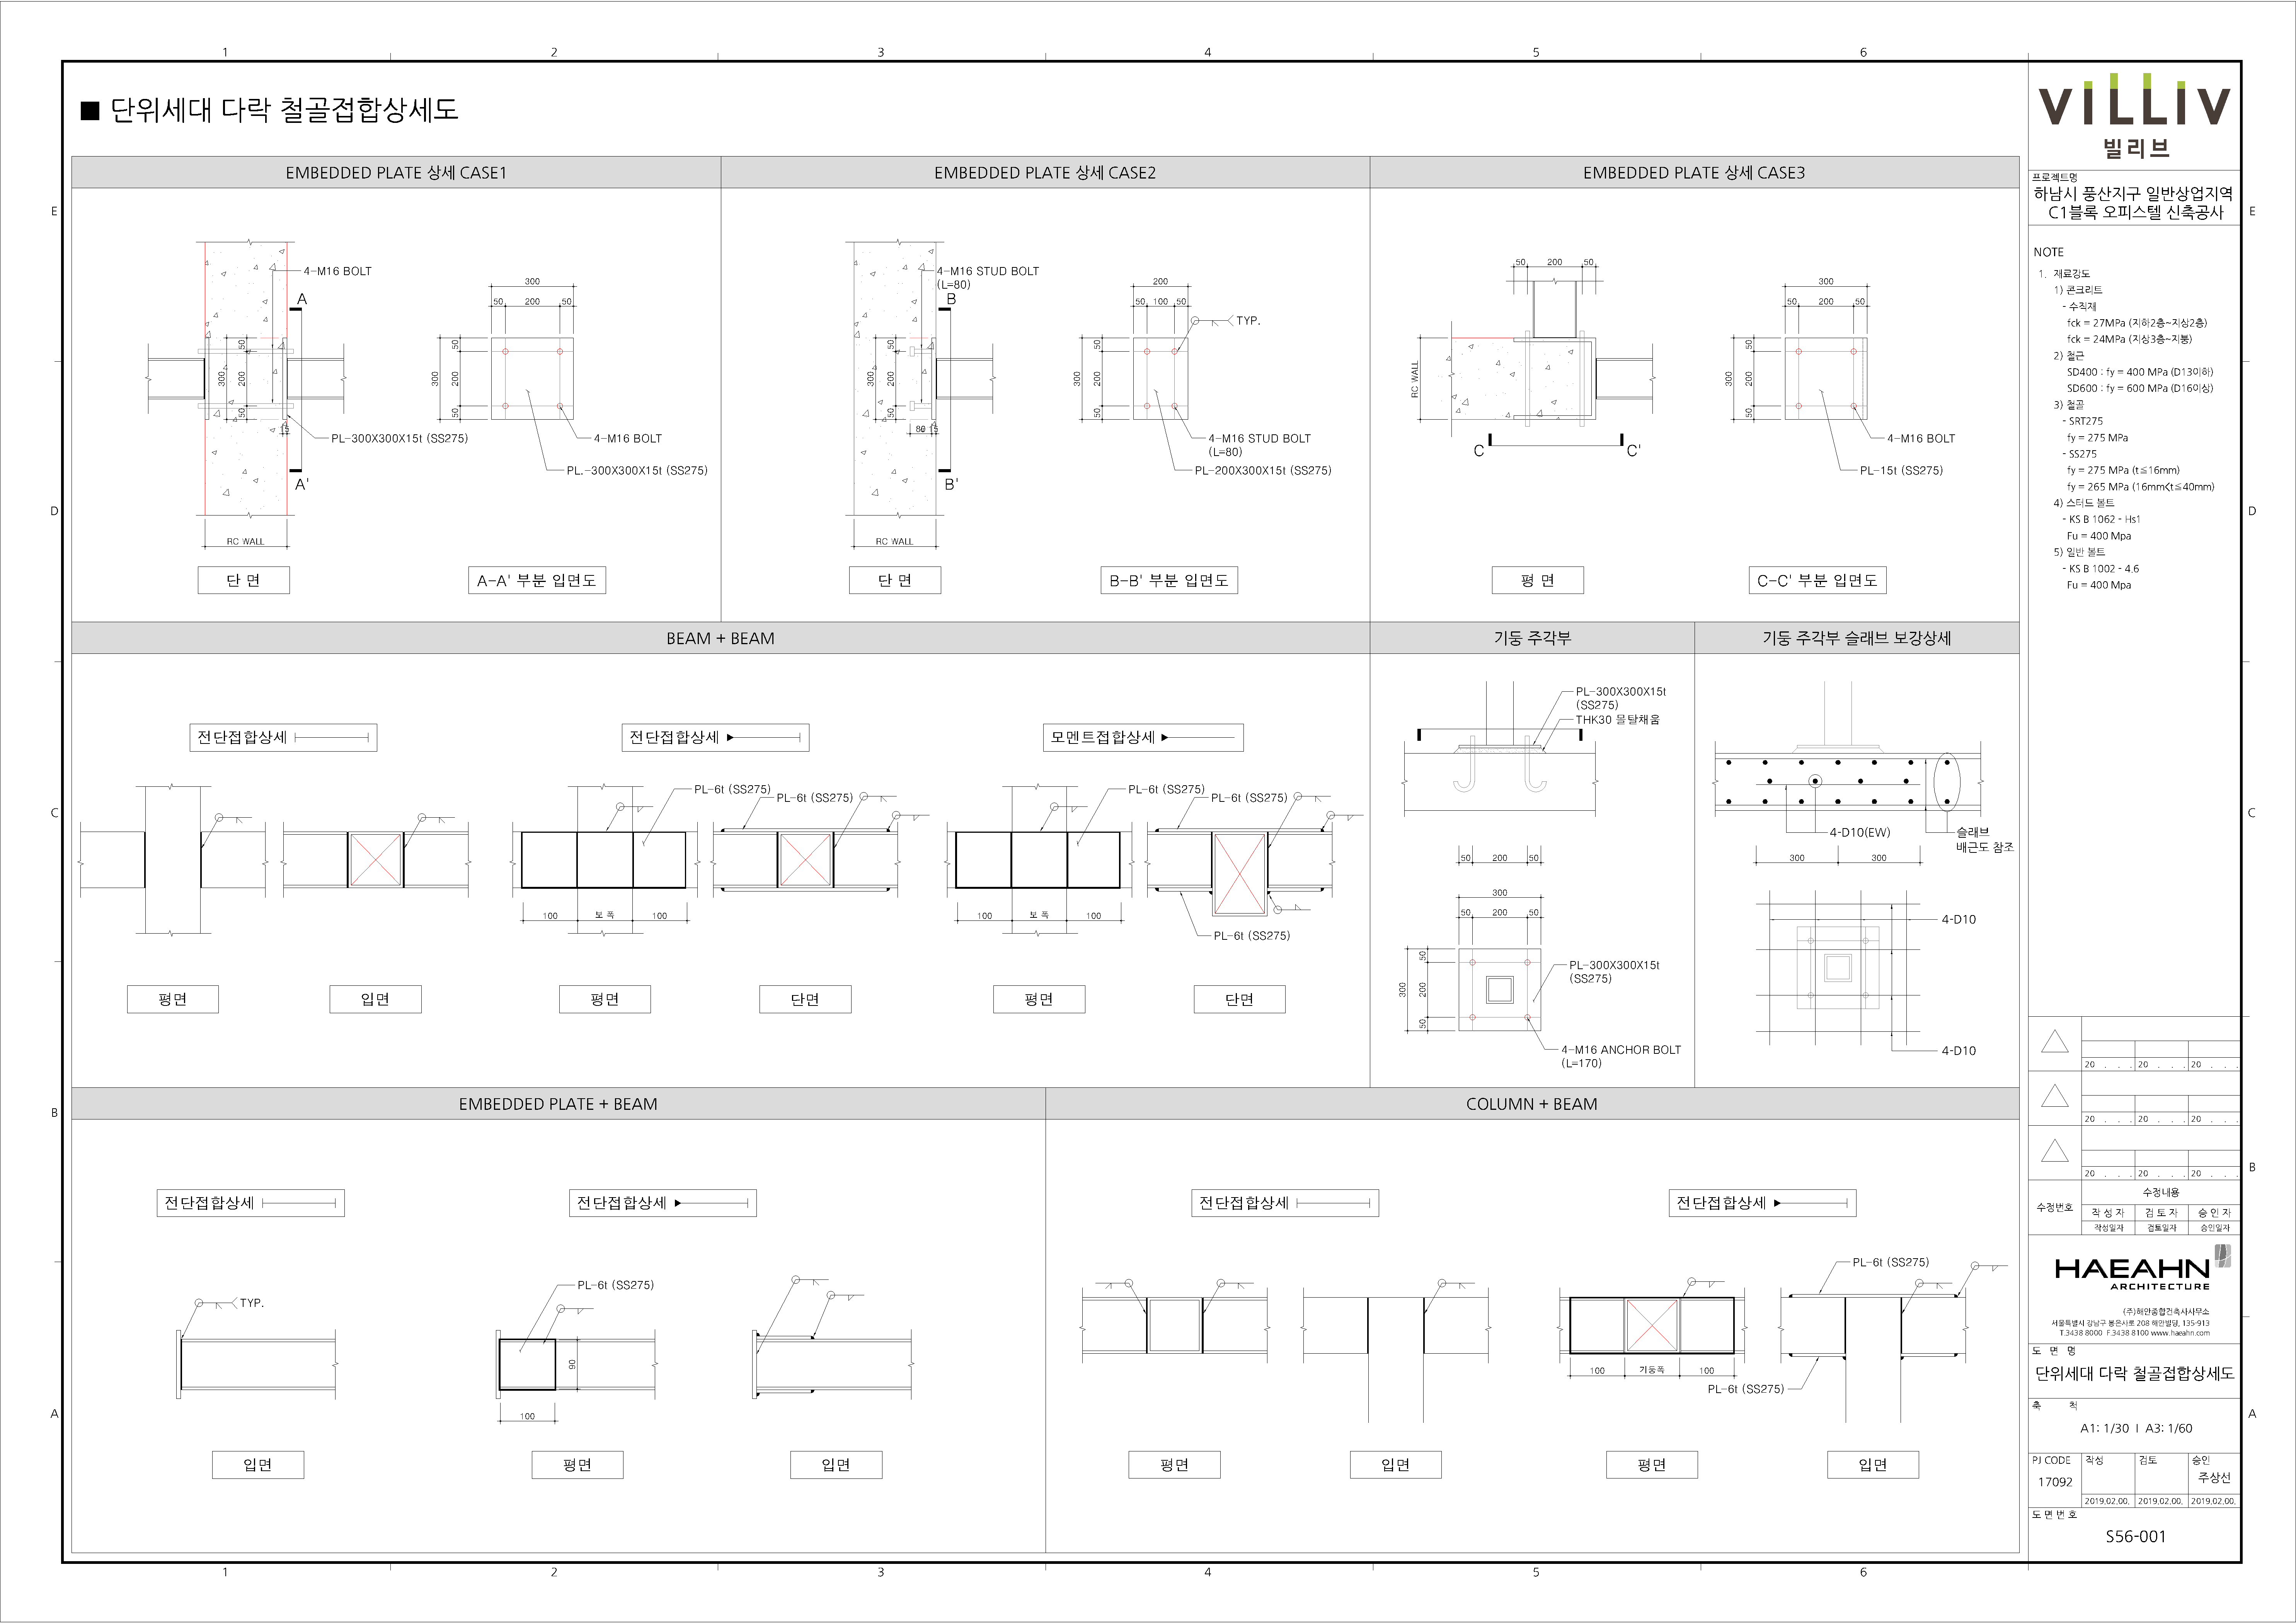 1 2 3 4 5 6
■ 단위세대 다락 철골접합상세도
EMBEDDED PLATE 상세 CASE1
4-M16 BOLT
A
300
50 200 50
50
300 200
50
15
PL-300X300X15t (SS275)
A'
RC WALL
단 면
50
300 200
50
4-M16 BOLT
PL.-300X300X15t (SS275)
A-A' 부분 입면도
EMBEDDED PLATE 상세 CASE2
4-M16 STUD BOLT
(L=80)
B
200
50 100 50
TYP.
50
300 200
50
80 15
B'
RC WALL
단 면
50
300 200
50
4-M16 STUD BOLT
(L=80)
PL-200X300X15t (SS275)
B-B' 부분 입면도
EMBEDDED PLATE 상세 CASE3
50 200 50
RC WALL
C C'
평 면
300
50 200 50
50
300 200
50
4-M16 BOLT
PL-15t (SS275)
C-C' 부분 입면도
BEAM + BEAM
전단접합상세
평면
입면
전단접합상세
PL-6t (SS275)
PL-6t (SS275)
100 보 폭 100
평면
단면
모멘트접합상세
PL-6t (SS275)
PL-6t (SS275)
100 보 폭 100
PL-6t (SS275)
평면
단면
기둥 주각부
PL-300X300X15t
(SS275)
THK30 몰탈채움
50 200 50
300
50 200 50
50
300 200
50
PL-300X300X15t
(SS275)
4-M16 ANCHOR BOLT
(L=170)
기둥 주각부 슬래브 보강상세
4-D10(EW)
슬래브
배근도 참조
300 300
4-D10
4-D10
EMBEDDED PLATE + BEAM
전단접합상세
TYP.
입면
전단접합상세
PL-6t (SS275)
90
100
평면
입면
COLUMN + BEAM
전단접합상세
평면
입면
전단접합상세
PL-6t (SS275)
100 기둥폭 100
PL-6t (SS275)
평면
입면
E
D
C
B
A
1 2 3 4 5 6
E
D
C
B
A
VILLIV
빌리브
프로젝트명
하남시 풍산지구 일반상업지역
C1블록 오피스텔 신축공사
NOTE
1. 재료강도
1) 콘크리트
- 수직재
fck = 27MPa (지하2층~지상2층)
fck = 24MPa (지상3층~지붕)
2) 철근
SD400 : fy = 400 MPa (D13이하)
SD600 : fy = 600 MPa (D16이상)
3) 철골
- SRT275
fy = 275 MPa
- SS275
fy = 275 MPa (t≦16mm)
fy = 265 MPa (16mm<t≦40mm)
4) 스터드 볼트
- KS B 1062 - Hs1
Fu = 400 Mpa
5) 일반 볼트
- KS B 1002 - 4.6
Fu = 400 Mpa
20 . . . 20 . . . 20 . . .
20 . . . 20 . . . 20 . . .
20 . . . 20 . . . 20 . . .
수정번호
수정내용
작 성 자 검 토 자 승 인 자
작성일자 검토일자 승인일자
HAEAHN
ARCHITECTURE
(주)해안종합건축사사무소
서울특별시 강남구 봉은사로 208 해안빌딩, 135-913
T.3438 8000 F.3438 8100 www.haeahn.com
도 면 명
단위세대 다락 철골접합상세도
축 척
A1: 1/30 I A3: 1/60
PJ CODE 작성 검토 승인
17092 주상선
2019.02.00. 2019.02.00. 2019.02.00.
도 면 번 호
S56-001